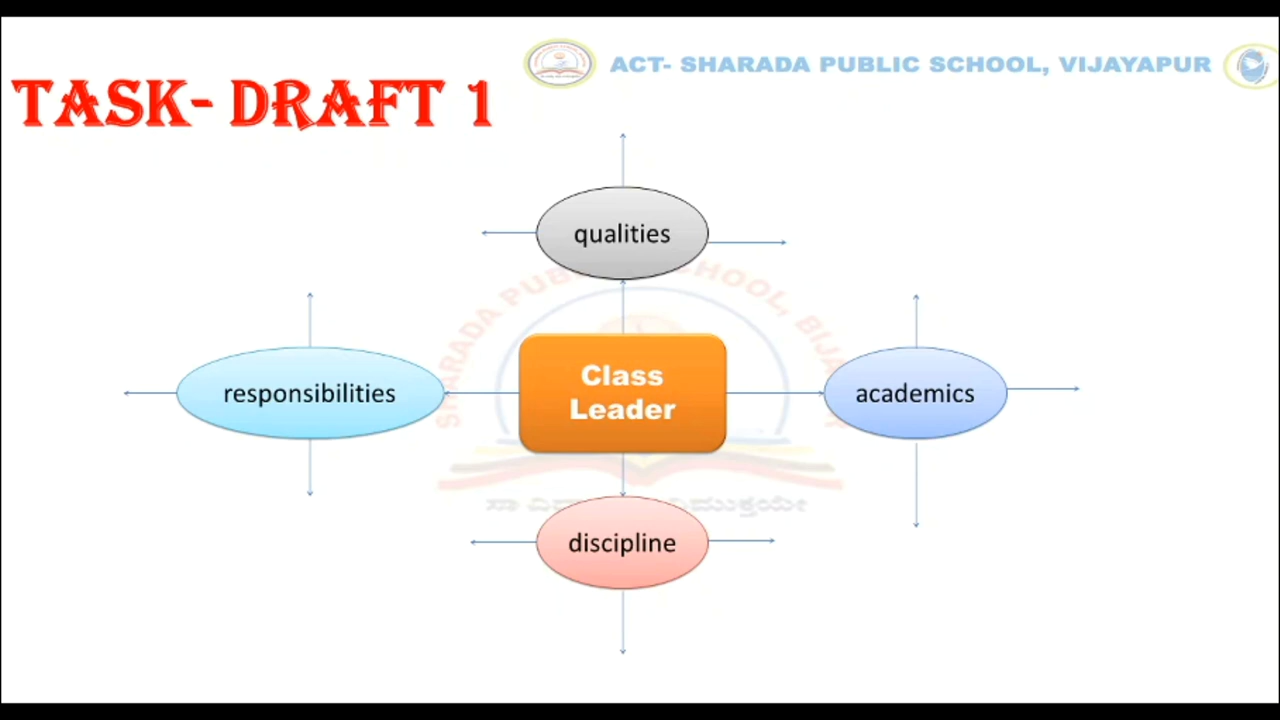 ACT- SHARADA PUBLIC SCHOOL, VIJAYAPUR
TASK- DRAFT 1
qualities
responsibilities
Class
Leader
academics
discipline